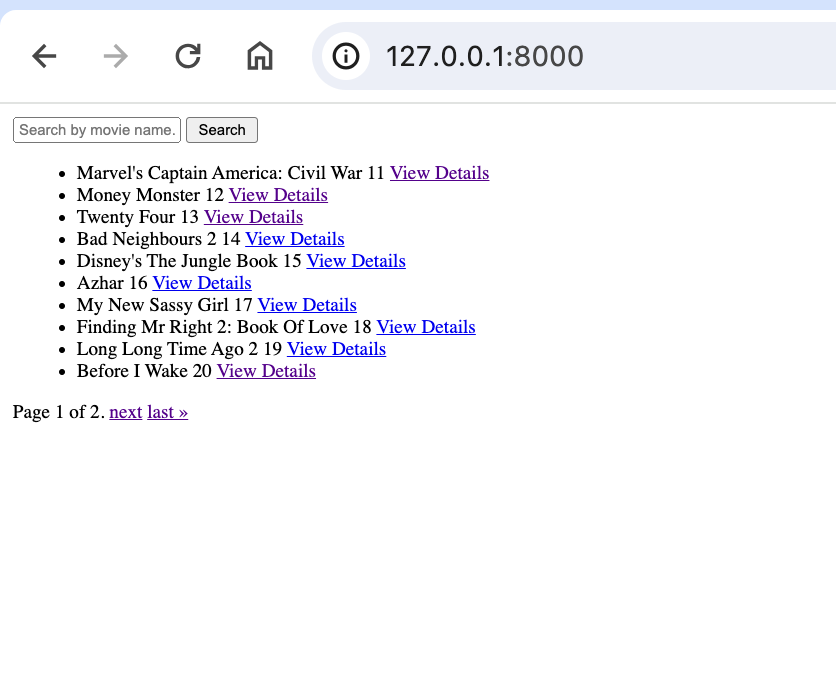 127.0.0.1:8000
Search by movie name. Search
Marvel's Captain America: Civil War 11 View Details
Money Monster 12 View Details
Twenty Four 13 View Details
Bad Neighbours 2 14 View Details
Disney's The Jungle Book 15 View Details
Azhar 16 View Details
My New Sassy Girl 17 View Details
Finding Mr Right 2: Book Of Love 18 View Details
Long Long Time Ago 2 19 View Details
Before I Wake 20 View Details
Page 1 of 2. next last »